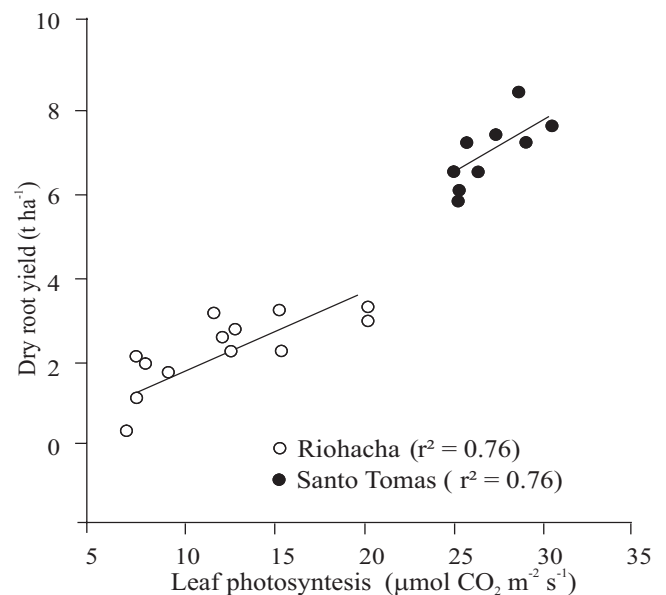 Dry root yield (t ha⁻¹)
10
8
6
4
2
0
Riohacha (r² = 0.76)
Santo Tomas ( r² = 0.76)
5 10 15 20 25 30 35
Leaf photosyntesis (µmol CO₂ m⁻² s⁻¹)